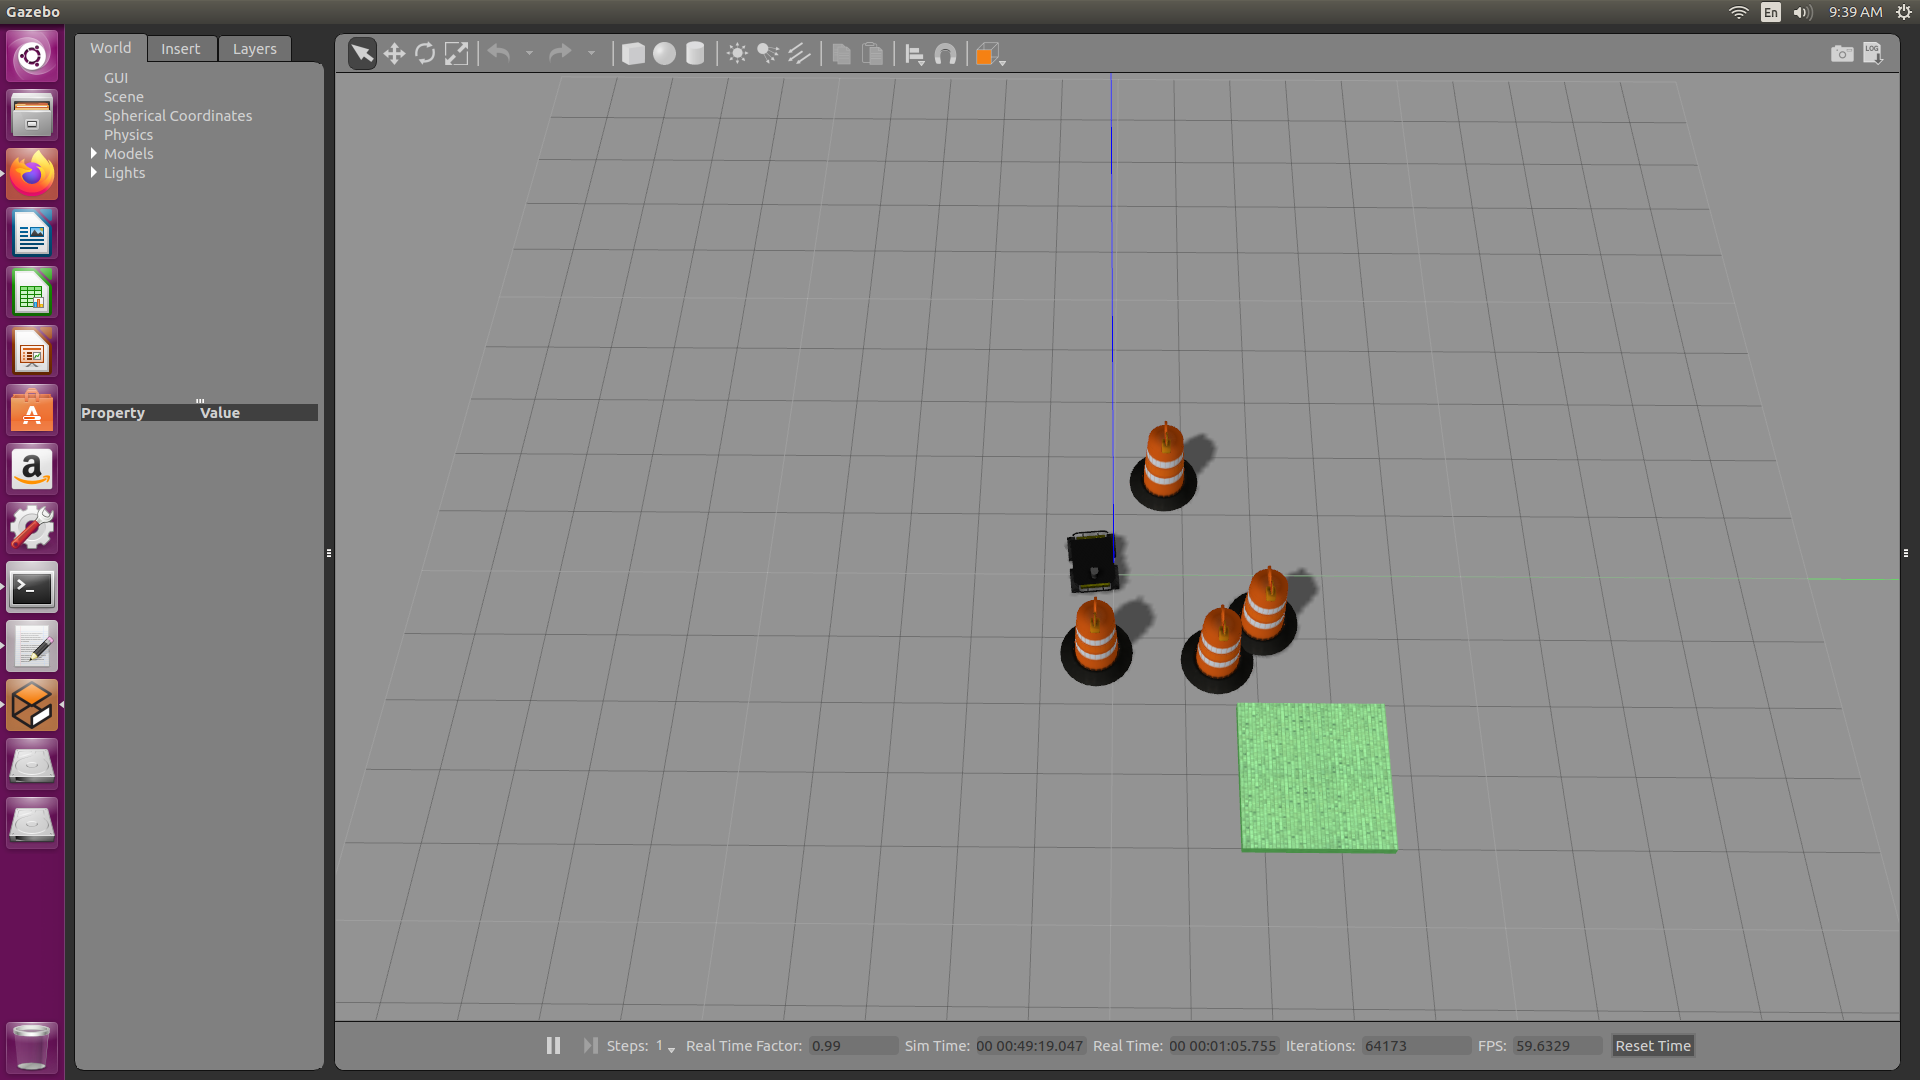 Gazebo
En
9:39 AM
World Insert Layers
LOG
GUI
Scene
Spherical Coordinates
Physics
Models
Lights
Property Value
Steps: 1 Real Time Factor: 0.99 Sim Time: 00 00:49:19.047 Real Time: 00 00:01:05.755 Iterations: 64173 FPS: 59.6329 Reset Time